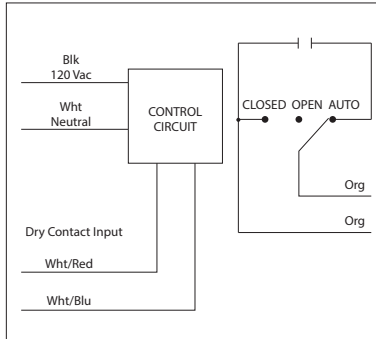 Blk
120 Vac
Wht
Neutral
CONTROL
CIRCUIT
CLOSED OPEN AUTO
Org
Org
Dry Contact Input
Wht/Red
Wht/Blu